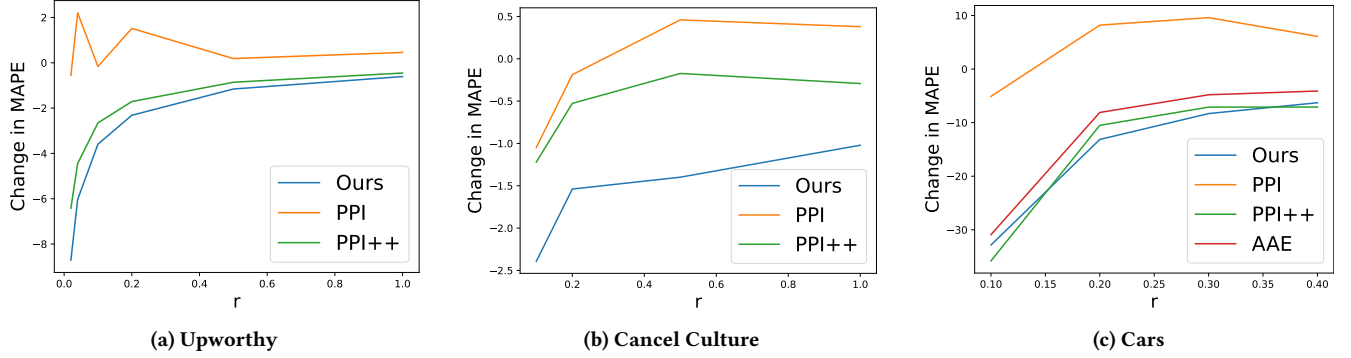 Change in MAPE
2
0
−2
−4
−6
−8
Ours
PPI
PPI++
0.0 0.2 0.4 0.6 0.8 1.0
r
(a) Upworthy
Change in MAPE
0.5
0.0
−0.5
−1.0
−1.5
−2.0
−2.5
Ours
PPI
PPI++
0.2 0.4 0.6 0.8 1.0
r
(b) Cancel Culture
Change in MAPE
10
0
−10
−20
−30
Ours
PPI
PPI++
AAE
0.10 0.15 0.20 0.25 0.30 0.35 0.40
r
(c) Cars